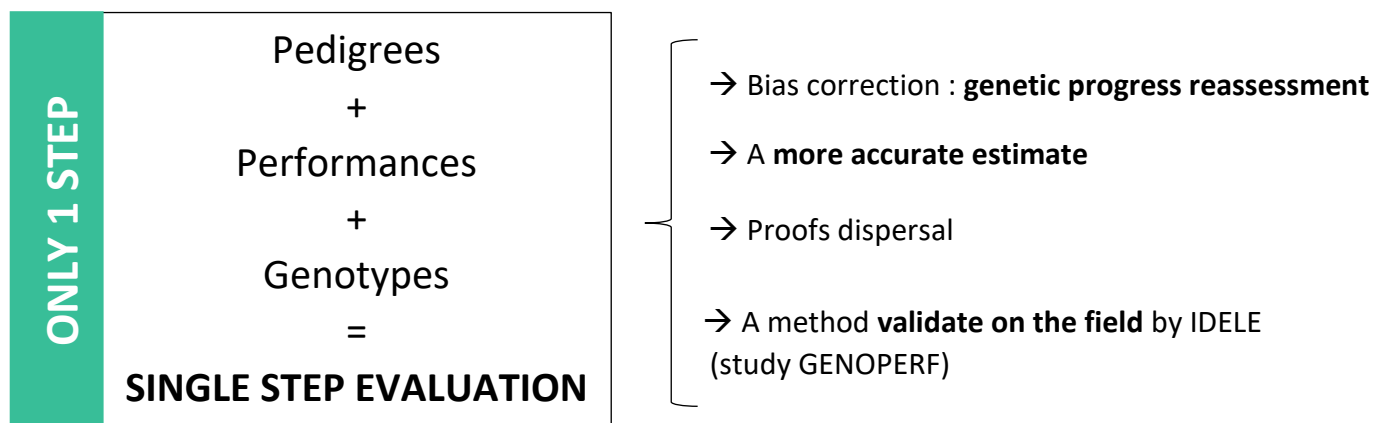 ONLY 1 STEP
Pedigrees
+
Performances
+
Genotypes
=
SINGLE STEP EVALUATION
→ Bias correction : genetic progress reassessment
→ A more accurate estimate
→ Proofs dispersal
→ A method validate on the field by IDELE
(study GENOPERF)